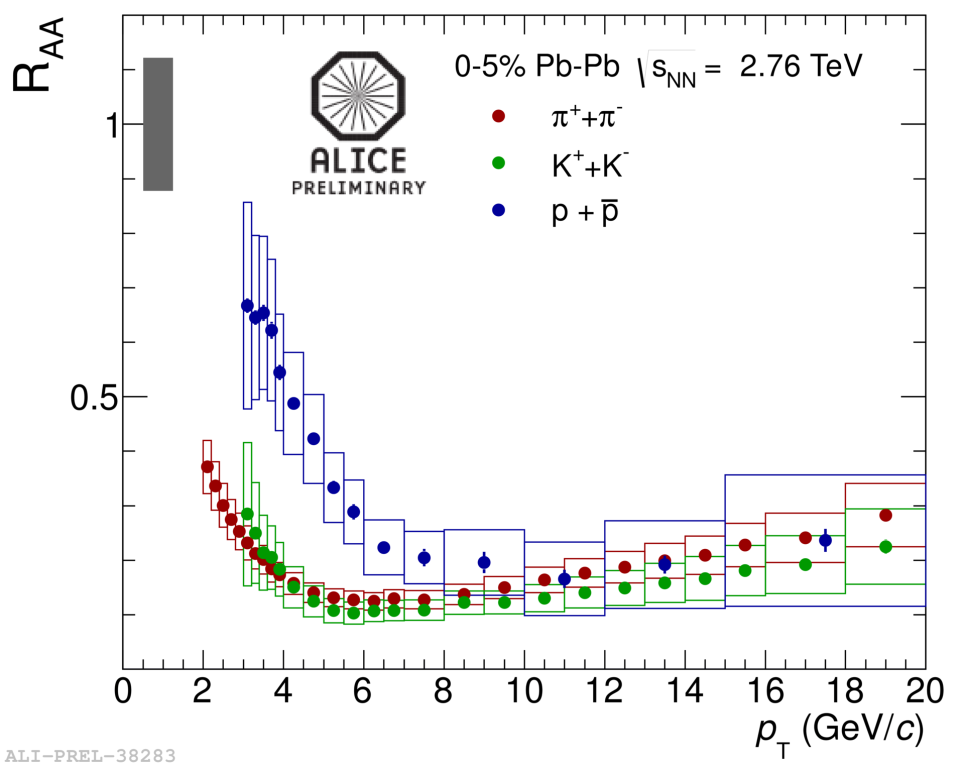 R_AA
0-5% Pb-Pb √s_NN = 2.76 TeV
π⁺+π⁻
K⁺+K⁻
p + p̅
ALICE
PRELIMINARY
1
0.5
0 2 4 6 8 10 12 14 16 18 20
p_T (GeV/c)
ALI-PREL-38283